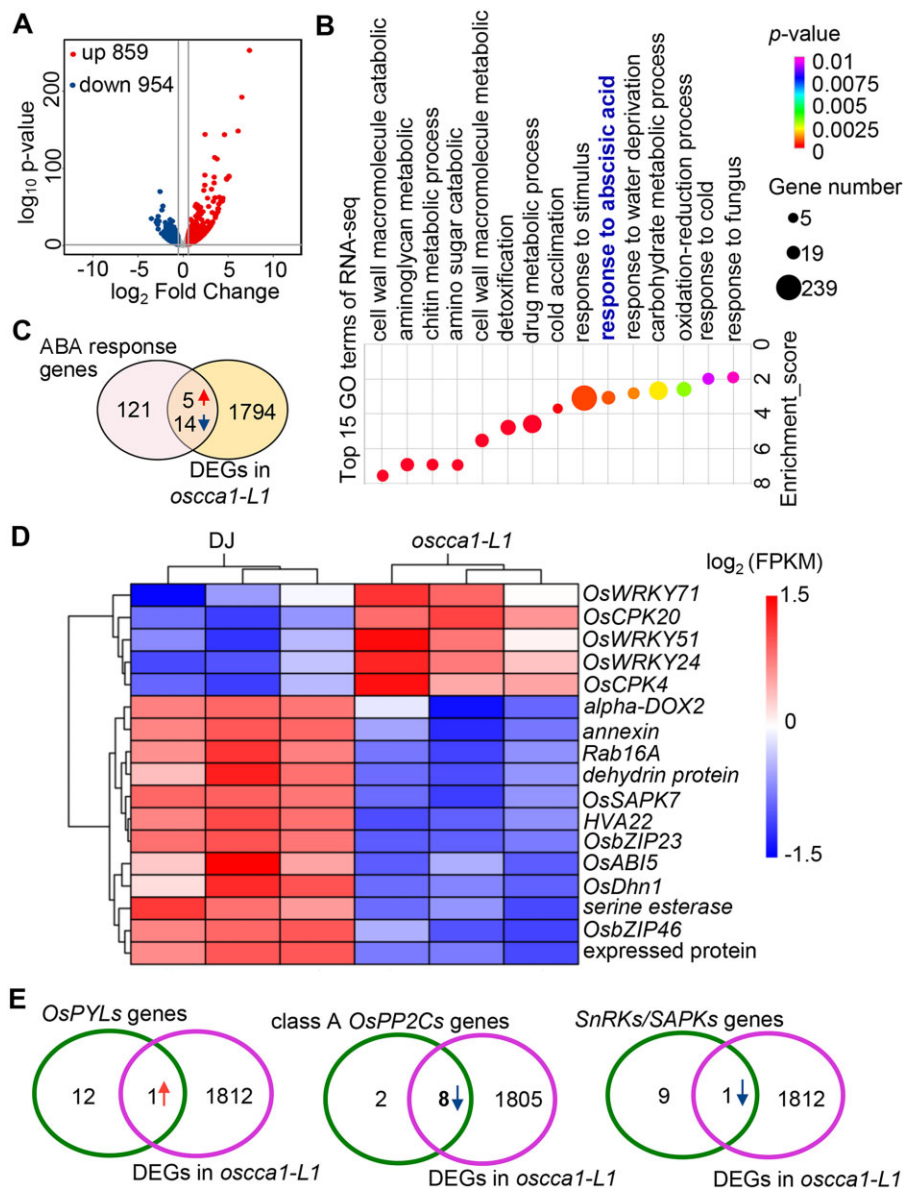 A
up 859
down 954
log10 p-value
0
100
200
-10
-5
0
5
10
log2 Fold Change
B
Top 15 GO terms of RNA-seq
cell wall macromolecule catabolic
aminoglycan metabolic
chitin metabolic process
amino sugar catabolic
cell wall macromolecule metabolic
detoxification
drug metabolic process
cold acclimation
response to stimulus
response to abscisic acid
response to water deprivation
carbohydrate metabolic process
oxidation-reduction process
response to cold
response to fungus
0
2
4
6
8
Enrichment_score
p-value
0.01
0.0075
0.005
0.0025
0
Gene number
5
19
239
C
ABA response
genes
121
5
14
1794
DEGs in
oscca1-L1
D
DJ
oscca1-L1
OsWRKY71
OsCPK20
OsWRKY51
OsWRKY24
OsCPK4
alpha-DOX2
annexin
Rab16A
dehydrin protein
OsSAPK7
HVA22
OsbZIP23
OsABI5
OsDhn1
serine esterase
OsbZIP46
expressed protein
log2 (FPKM)
1.5
0
-1.5
E
OsPYLs genes
12
1
1812
DEGs in oscca1-L1
class A OsPP2Cs genes
2
8
1805
DEGs in oscca1-L1
SnRKs/SAPKs genes
9
1
1812
DEGs in oscca1-L1